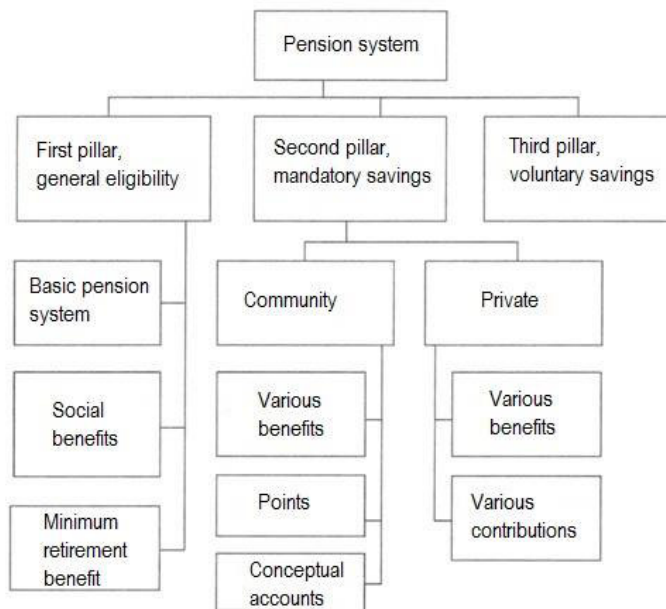 Pension system
First pillar,
general eligibility
Second pillar,
mandatory savings
Third pillar,
voluntary savings
Basic pension
system
Community
Private
Social
benefits
Various
benefits
Various
benefits
Minimum
retirement
benefit
Points
Various
contributions
Conceptual
accounts